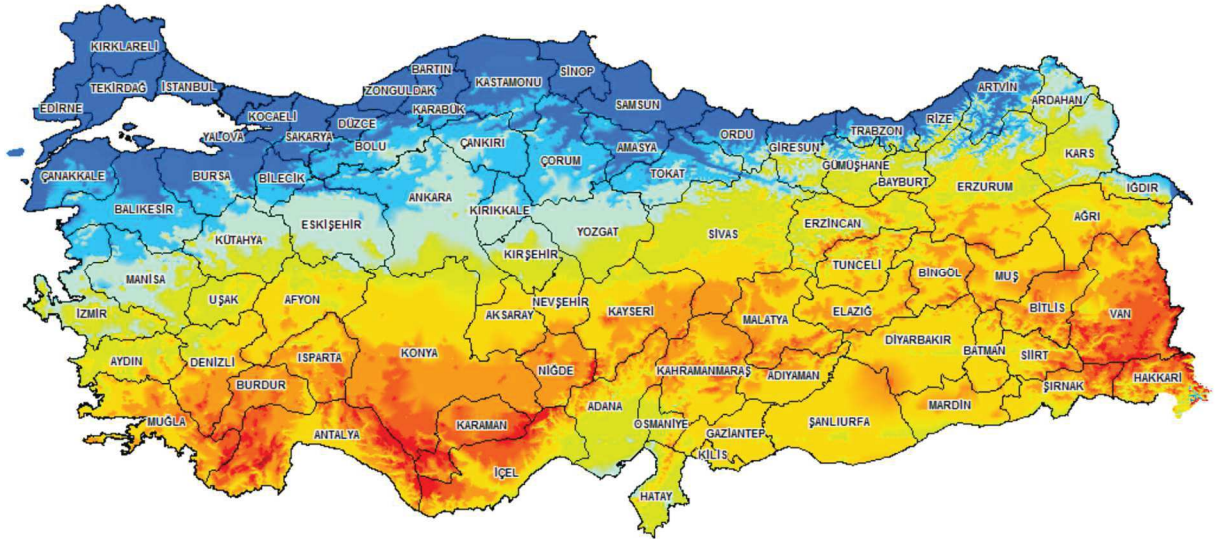 KIRKLARELİ
TEKİRDAĞ
İSTANBUL
EDİRNE
KOCAELİ
YALOVA
SAKARYA
DÜZCE
ZONGULDAK
BARTIN
KARABÜK
KASTAMONU
SİNOP
SAMSUN
BOLU
ÇANKIRI
ÇORUM
AMASYA
TOKAT
ORDU
GİRESUN
TRABZON
RİZE
ARTVİN
ARDAHAN
KARS
IĞDIR
GÜMÜŞHANE
BAYBURT
ERZURUM
AĞRI
ÇANAKKALE
BALIKESİR
BURSA
BİLECİK
KÜTAHYA
ESKİŞEHİR
ANKARA
KIRIKKALE
KIRŞEHİR
YOZGAT
SİVAS
ERZİNCAN
TUNCELİ
BİNGÖL
MUŞ
BİTLİS
VAN
MANİSA
İZMİR
UŞAK
AFYON
AKSARAY
NEVŞEHİR
KAYSERİ
MALATYA
ELAZIĞ
DİYARBAKIR
BATMAN
SİİRT
ŞIRNAK
HAKKARİ
AYDIN
DENİZLİ
ISPARTA
BURDUR
KONYA
NİĞDE
KAHRAMANMARAŞ
ADIYAMAN
MARDİN
MUĞLA
ANTALYA
KARAMAN
İÇEL
ADANA
OSMANİYE
GAZİANTEP
KİLİS
ŞANLIURFA
HATAY